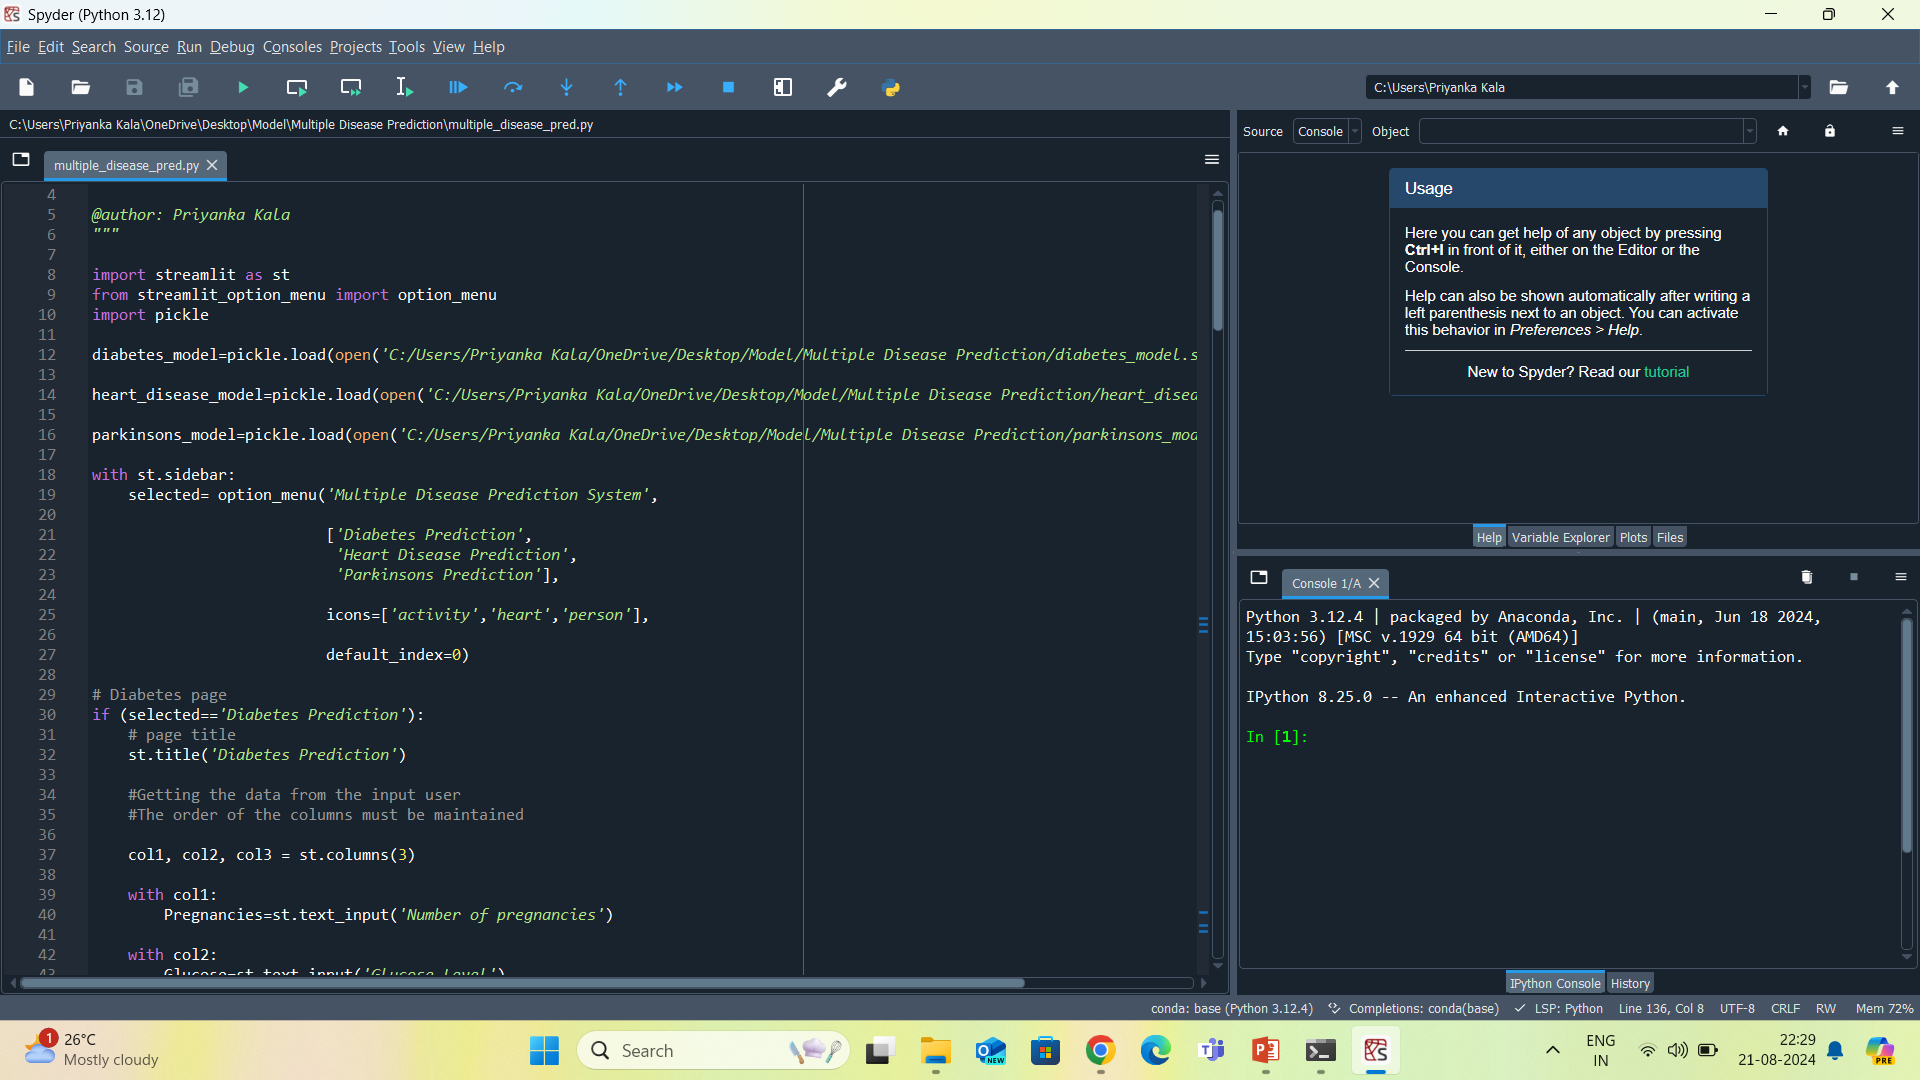 Spyder (Python 3.12)
File Edit Search Source Run Debug Consoles Projects Tools View Help
C:\Users\Priyanka Kala
C:\Users\Priyanka Kala\OneDrive\Desktop\Model\Multiple Disease Prediction\multiple_disease_pred.py
multiple_disease_pred.py
4
5 @author: Priyanka Kala
6 """
7
8 import streamlit as st
9 from streamlit_option_menu import option_menu
10 import pickle
11
12 diabetes_model=pickle.load(open('C:/Users/Priyanka Kala/OneDrive/Desktop/Model/Multiple Disease Prediction/diabetes_model.s
13
14 heart_disease_model=pickle.load(open('C:/Users/Priyanka Kala/OneDrive/Desktop/Model/Multiple Disease Prediction/heart_disea
15
16 parkinsons_model=pickle.load(open('C:/Users/Priyanka Kala/OneDrive/Desktop/Model/Multiple Disease Prediction/parkinsons_mod
17
18 with st.sidebar:
19 selected= option_menu('Multiple Disease Prediction System',
20
21 ['Diabetes Prediction',
22 'Heart Disease Prediction',
23 'Parkinsons Prediction'],
24
25 icons=['activity','heart','person'],
26
27 default_index=0)
28
29 # Diabetes page
30 if (selected=='Diabetes Prediction'):
31 # page title
32 st.title('Diabetes Prediction')
33
34 #Getting the data from the input user
35 #The order of the columns must be maintained
36
37 col1, col2, col3 = st.columns(3)
38
39 with col1:
40 Pregnancies=st.text_input('Number of pregnancies')
41
42 with col2:
43 Glucose=st.text_input('Glucose Level')
Source Console Object
Usage
Here you can get help of any object by pressing
Ctrl+I in front of it, either on the Editor or the
Console.
Help can also be shown automatically after writing a
left parenthesis next to an object. You can activate
this behavior in Preferences > Help.
New to Spyder? Read our tutorial
Help Variable Explorer Plots Files
Console 1/A
Python 3.12.4 | packaged by Anaconda, Inc. | (main, Jun 18 2024,
15:03:56) [MSC v.1929 64 bit (AMD64)]
Type "copyright", "credits" or "license" for more information.
IPython 8.25.0 -- An enhanced Interactive Python.
In [1]:
IPython Console History
conda: base (Python 3.12.4) Completions: conda(base) LSP: Python Line 136, Col 8 UTF-8 CRLF RW Mem 72%
1
26°C
Mostly cloudy
Search
NEW
ENG
IN
22:29
21-08-2024
PRE